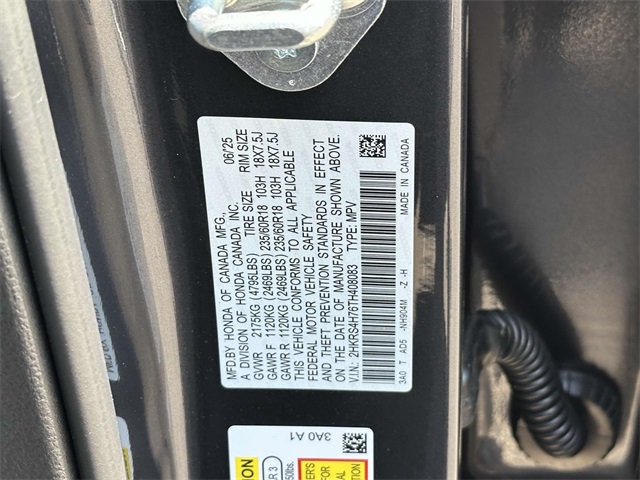 MFD.BY HONDA OF CANADA MFG., 06/'25
A DIVISION OF HONDA CANADA INC.
TIRE SIZE RIM SIZE
GVWR 2175KG (4795LBS)
GAWR F 1120KG (2469LBS) 235/60R18 103H 18X7.5J
GAWR R 1120KG (2469LBS) 235/60R18 103H 18X7.5J
THIS VEHICLE CONFORMS TO ALL APPLICABLE
FEDERAL MOTOR VEHICLE SAFETY
AND THEFT PREVENTION STANDARDS IN EFFECT
ON THE DATE OF MANUFACTURE SHOWN ABOVE.
V.I.N: 2HKRS4H76TH408083 TYPE: MPV
3A0 T AD5 -NH904M -Z -H MADE IN CANADA
3A0 A1